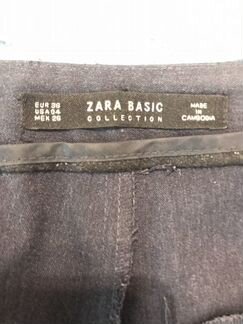 EUR 36
USA 04
MEX 26
ZARA BASIC
COLLECTION
MADE
IN
CAMBODIA